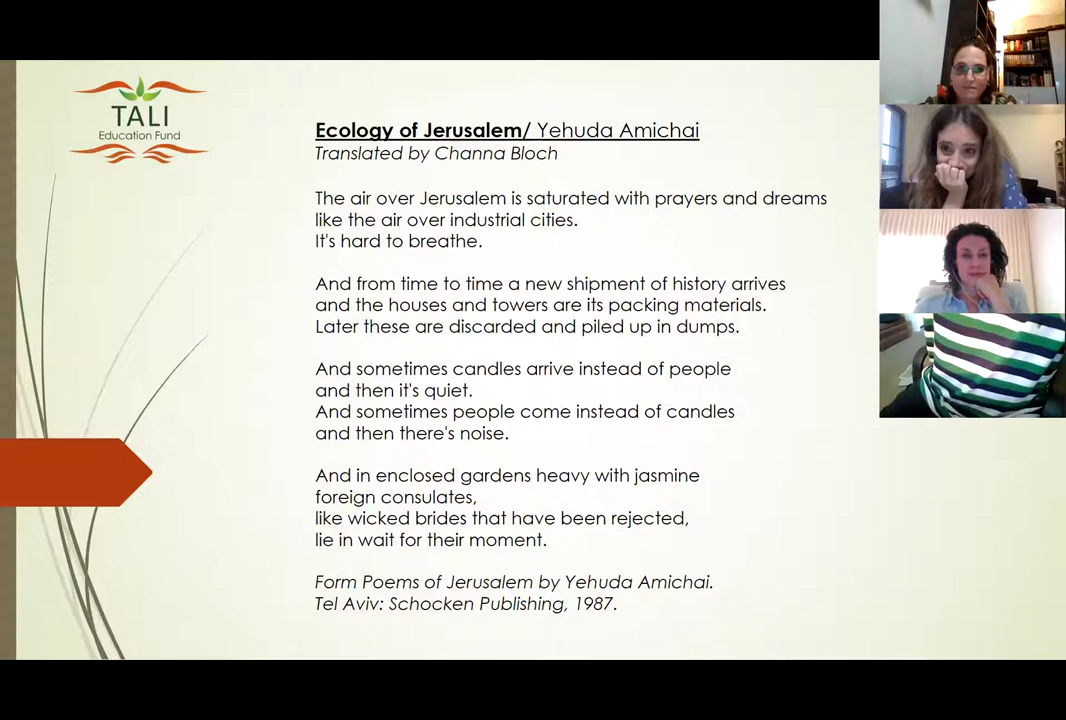 TALI
Education Fund
Ecology of Jerusalem/ Yehuda Amichai
Translated by Channa Bloch
The air over Jerusalem is saturated with prayers and dreams
like the air over industrial cities.
It's hard to breathe.
And from time to time a new shipment of history arrives
and the houses and towers are its packing materials.
Later these are discarded and piled up in dumps.
And sometimes candles arrive instead of people
and then it's quiet.
And sometimes people come instead of candles
and then there's noise.
And in enclosed gardens heavy with jasmine
foreign consulates,
like wicked brides that have been rejected,
lie in wait for their moment.
Form Poems of Jerusalem by Yehuda Amichai.
Tel Aviv: Schocken Publishing, 1987.